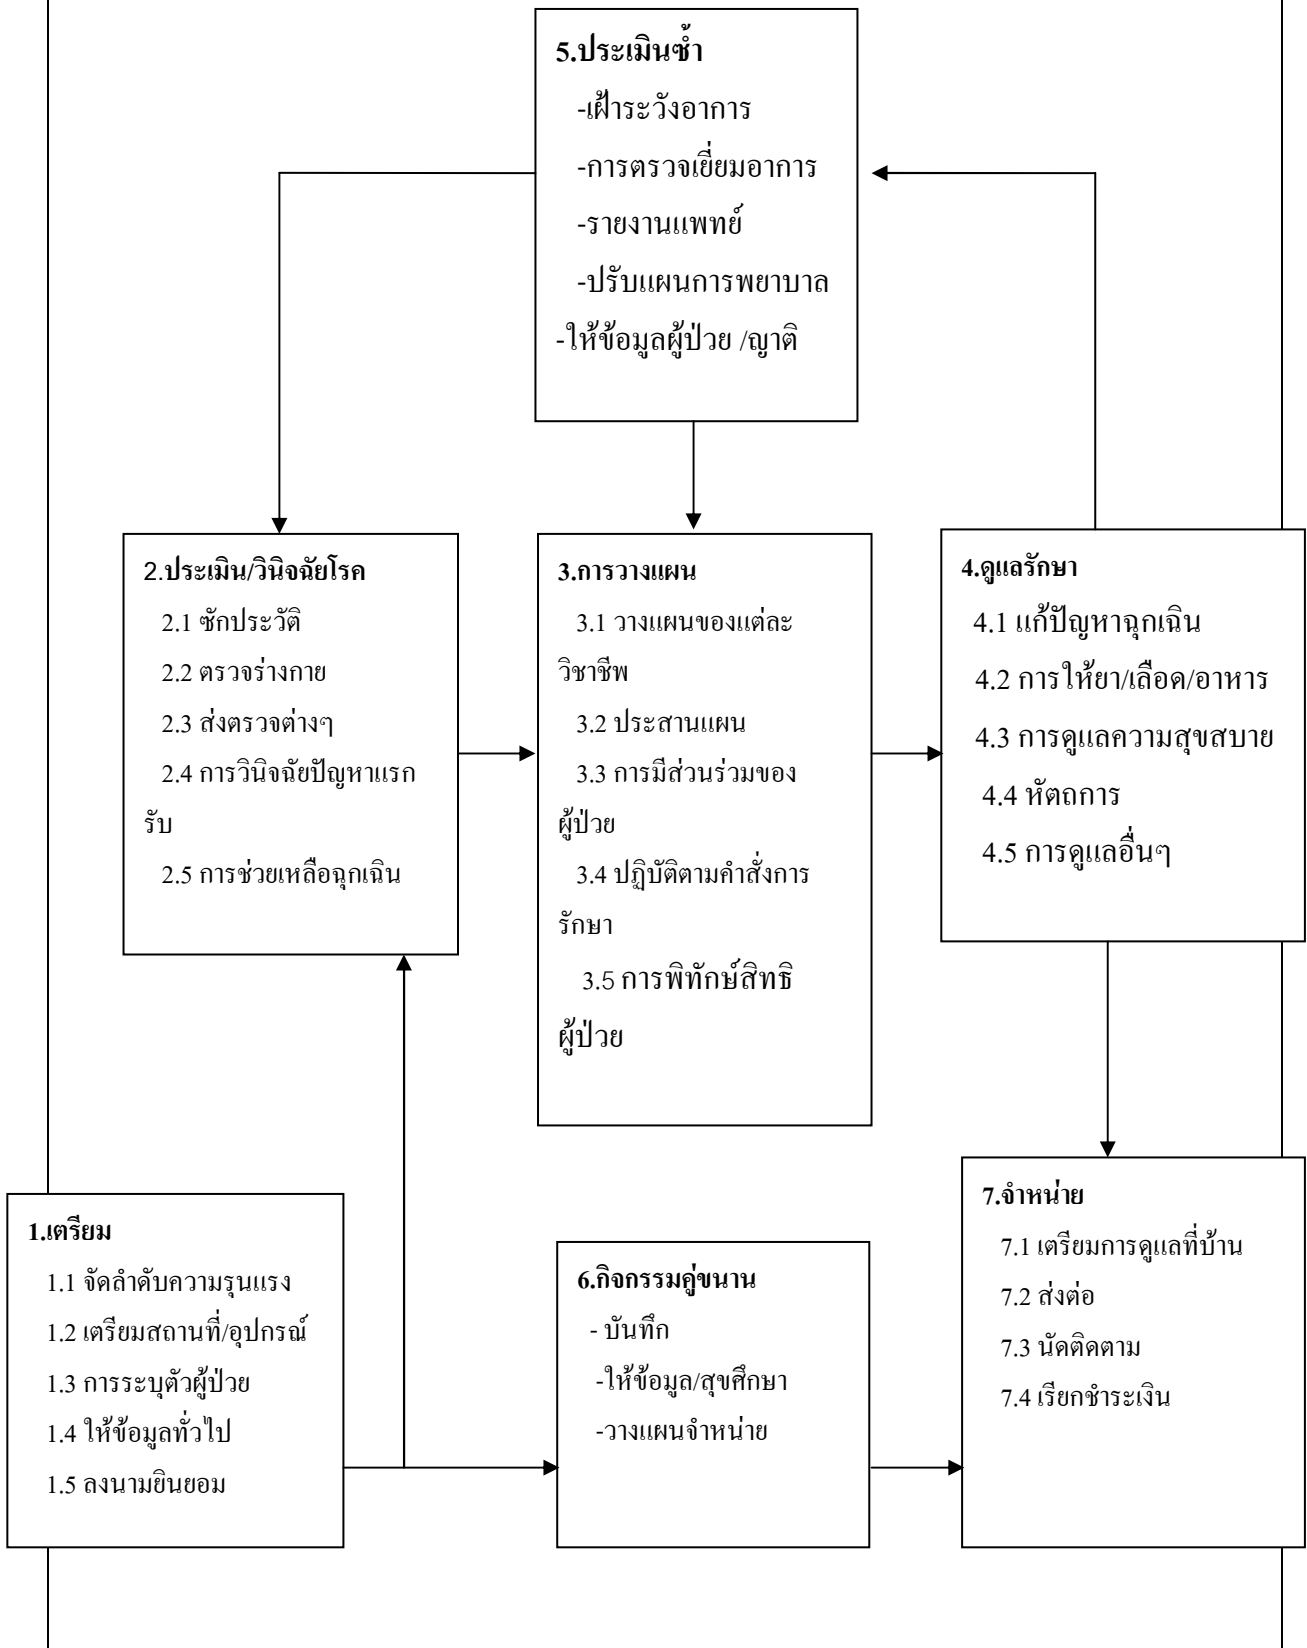 5.ประเมินซ้ำ
-เฝ้าระวังอาการ
-การตรวจเยี่ยมอาการ
-รายงานแพทย์
-ปรับแผนการพยาบาล
-ให้ข้อมูลผู้ป่วย /ญาติ
2.ประเมิน/วินิจฉัยโรค
2.1 ซักประวัติ
2.2 ตรวจร่างกาย
2.3 ส่งตรวจต่างๆ
2.4 การวินิจฉัยปัญหาแรก
รับ
2.5 การช่วยเหลือฉุกเฉิน
3.การวางแผน
3.1 วางแผนของแต่ละ
วิชาชีพ
3.2 ประสานแผน
3.3 การมีส่วนร่วมของ
ผู้ป่วย
3.4 ปฏิบัติตามคำสั่งการ
รักษา
3.5 การพิทักษ์สิทธิ
ผู้ป่วย
4.ดูแลรักษา
4.1 แก้ปัญหาฉุกเฉิน
4.2 การให้ยา/เลือด/อาหาร
4.3 การดูแลความสุขสบาย
4.4 หัตถการ
4.5 การดูแลอื่นๆ
1.เตรียม
1.1 จัดลำดับความรุนแรง
1.2 เตรียมสถานที่/อุปกรณ์
1.3 การระบุตัวผู้ป่วย
1.4 ให้ข้อมูลทั่วไป
1.5 ลงนามยินยอม
6.กิจกรรมคู่ขนาน
- บันทึก
-ให้ข้อมูล/สุขศึกษา
-วางแผนจำหน่าย
7.จำหน่าย
7.1 เตรียมการดูแลที่บ้าน
7.2 ส่งต่อ
7.3 นัดติดตาม
7.4 เรียกชำระเงิน